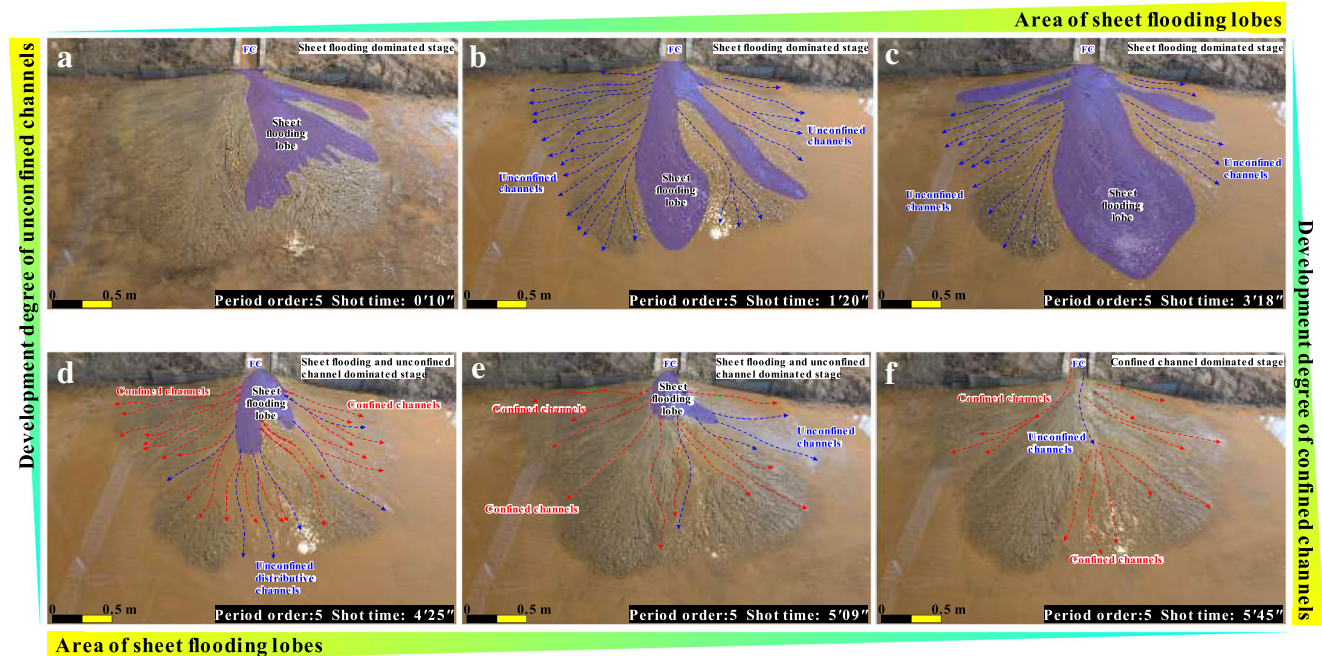 Area of sheet flooding lobes
Development degree of unconfined channels
a
FC
Sheet flooding dominated stage
Sheet
flooding
lobe
0
0.5 m
Period order:5 Shot time: 0′10″
b
FC
Sheet flooding dominated stage
Unconfined
channels
Unconfined
channels
Sheet
flooding
lobe
0
0.5 m
Period order:5 Shot time: 1′20″
c
FC
Sheet flooding dominated stage
Unconfined
channels
Unconfined
channels
Sheet
flooding
lobe
0
0.5 m
Period order:5 Shot time: 3′18″
Development degree of confined channels
d
FC
Sheet flooding and unconfined
channel dominated stage
Confined channels
Sheet
flooding
lobe
Confined channels
Unconfined
distributive
channels
0
0.5 m
Period order:5 Shot time: 4′25″
e
FC
Sheet flooding and unconfined
channel dominated stage
Sheet
flooding
lobe
Confined channels
Unconfined
channels
Confined channels
0
0.5 m
Period order:5 Shot time: 5′09″
f
FC
Confined channel dominated stage
Confined channels
Unconfined
channels
Confined channels
0
0.5 m
Period order:5 Shot time: 5′45″
Area of sheet flooding lobes